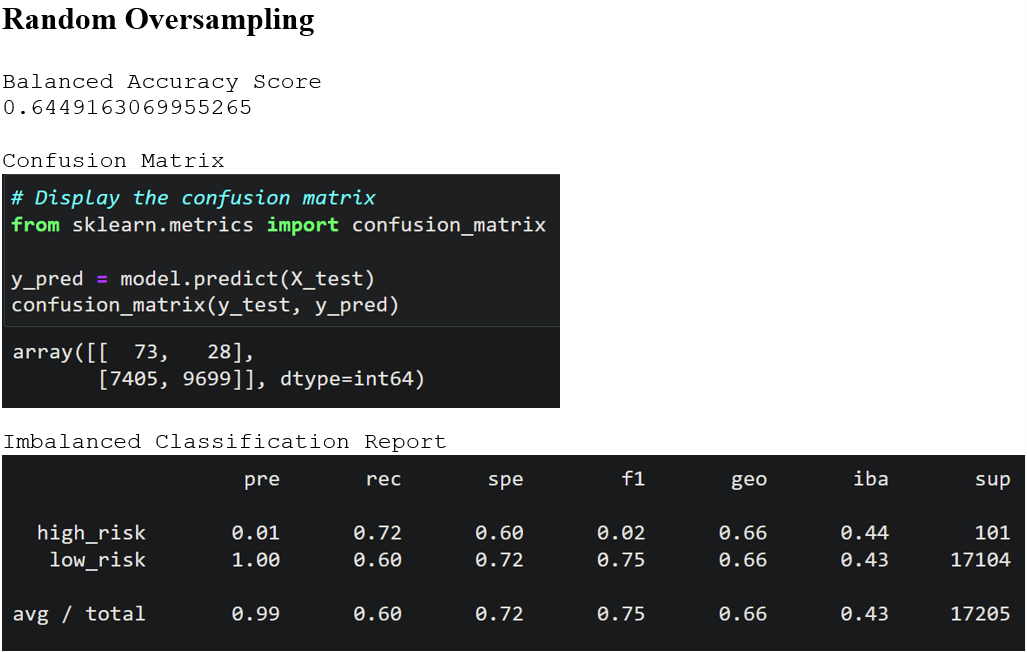 Random Oversampling
Balanced Accuracy Score
0.6449163069955265
Confusion Matrix
# Display the confusion matrix
from sklearn.metrics import confusion_matrix
y_pred = model.predict(X_test)
confusion_matrix(y_test, y_pred)
array([[  73,   28],
       [7405, 9699]], dtype=int64)
Imbalanced Classification Report
pre rec spe f1 geo iba sup
high_risk 0.01 0.72 0.60 0.02 0.66 0.44 101
low_risk 1.00 0.60 0.72 0.75 0.66 0.43 17104
avg / total 0.99 0.60 0.72 0.75 0.66 0.43 17205